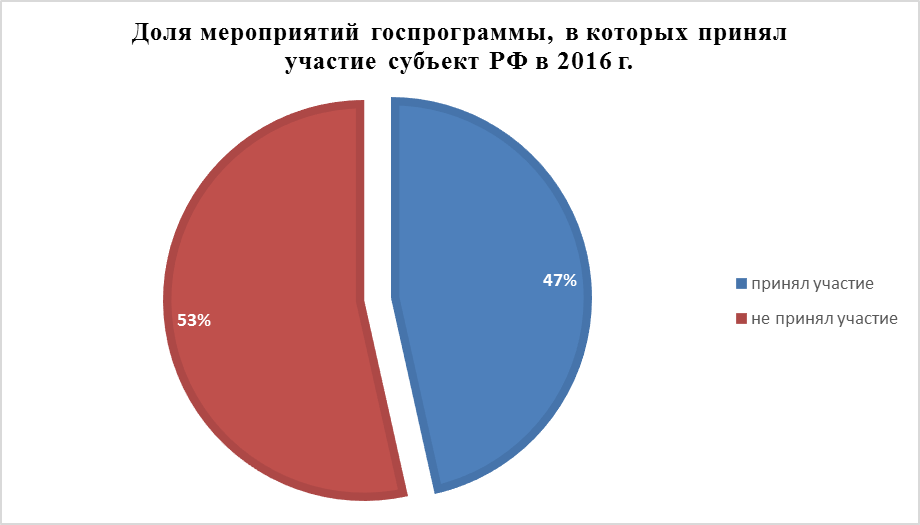 Доля мероприятий госпрограммы, в которых принял
участие субъект РФ в 2016 г.
47%
53%
принял участие
не принял участие